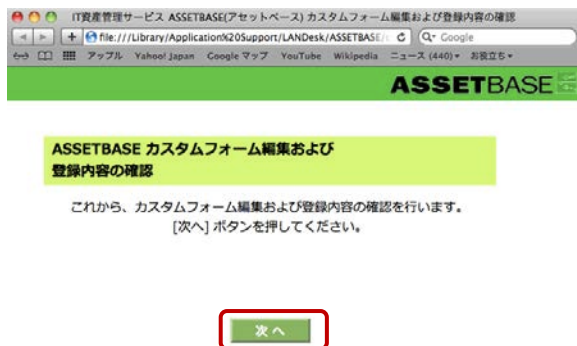 IT資産管理サービス ASSETBASE(アセットベース) カスタムフォーム編集および登録内容の確認
file:///Library/Application%20Support/LANDesk/ASSETBASE/
Google
アップル Yahoo! Japan Google マップ YouTube Wikipedia ニュース (440) お役立ち
ASSETBASE
ASSETBASE カスタムフォーム編集および
登録内容の確認
これから、カスタムフォーム編集および登録内容の確認を行います。
[次へ] ボタンを押してください。
次 へ